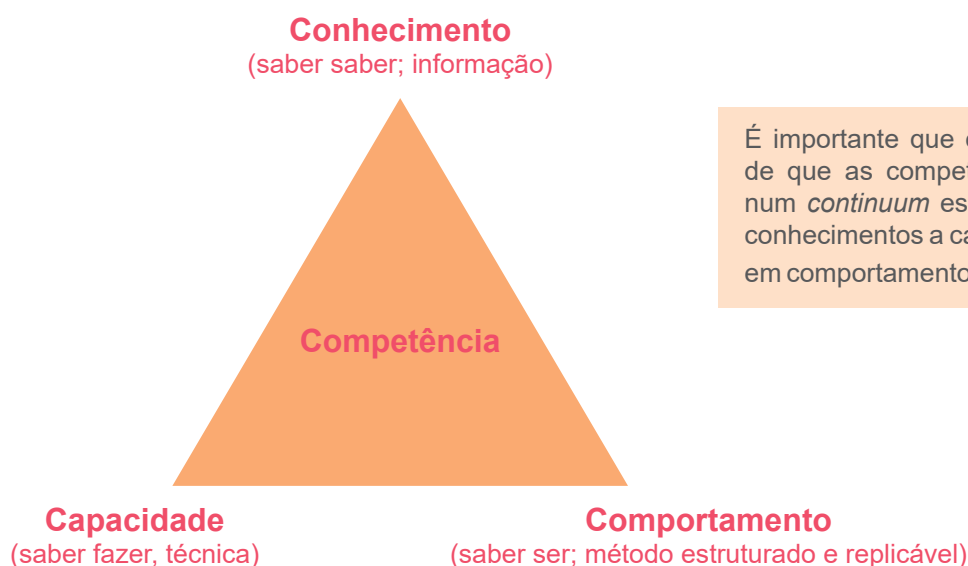 Conhecimento
(saber saber; informação)
É importante que
de que as
num continuum
conhecimentos a
em comportamento
Competência
Capacidade
(saber fazer, técnica)
Comportamento
(saber ser; método estruturado e replicável)